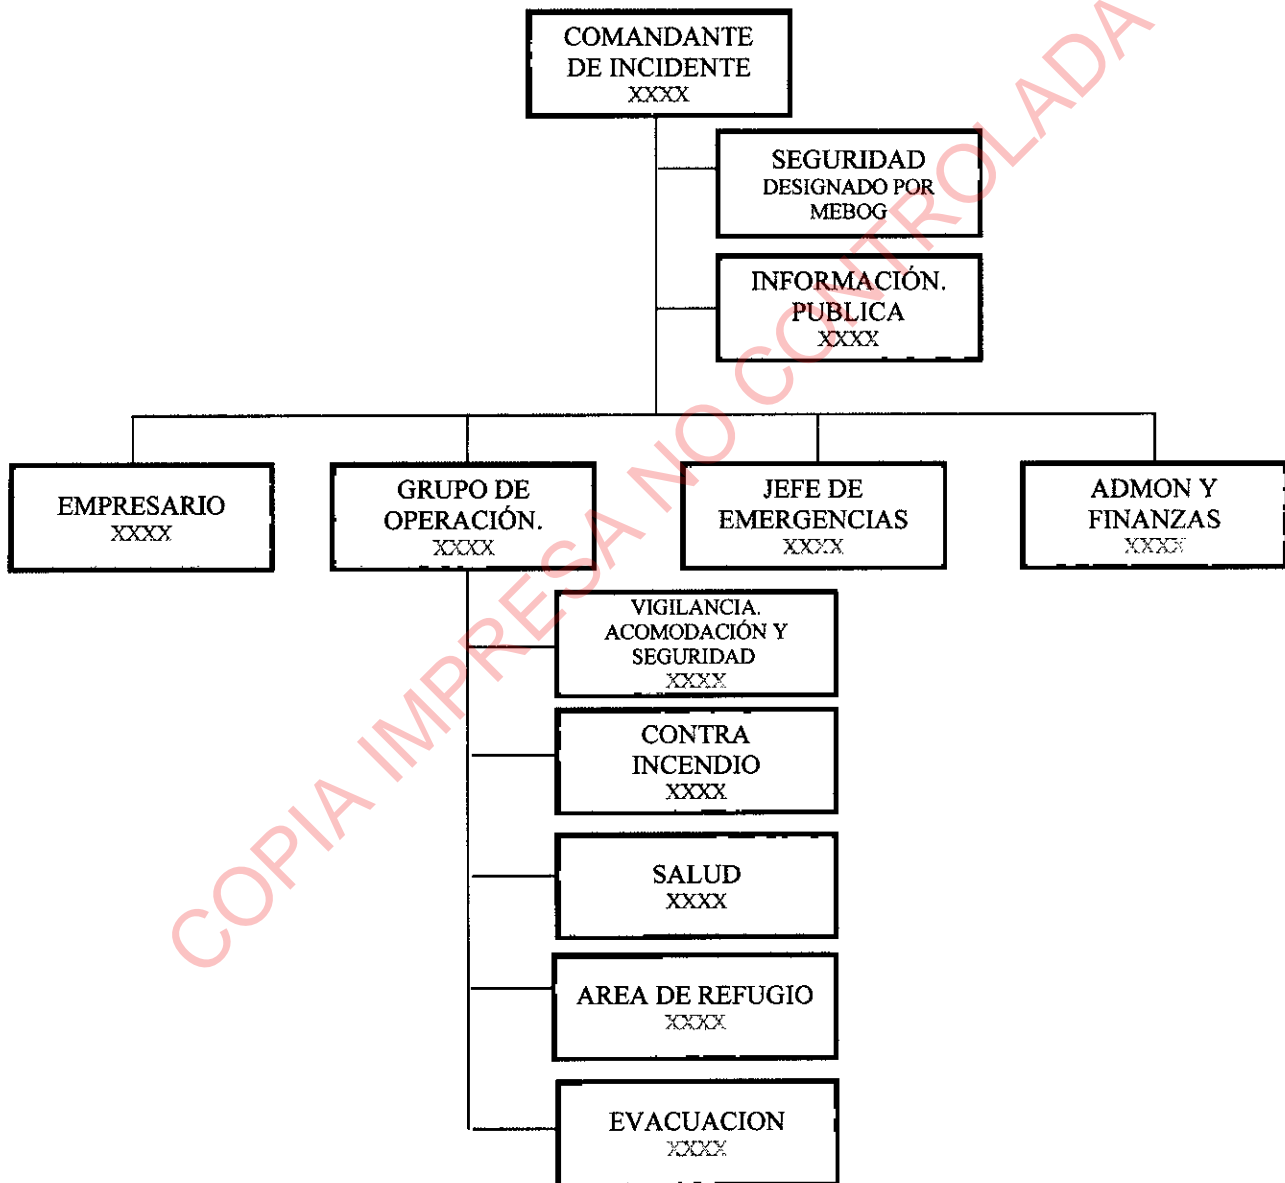 COMANDANTE
DE INCIDENTE
XXXX
SEGURIDAD
DESIGNADO POR
MEBOG
INFORMACIÓN.
PUBLICA
XXXX
EMPRESARIO
XXXX
GRUPO DE
OPERACIÓN.
XXXX
JEFE DE
EMERGENCIAS
XXXX
ADMON Y
FINANZAS
XXXX
VIGILANCIA.
ACOMODACIÓN Y
SEGURIDAD
XXXX
CONTRA
INCENDIO
XXXX
SALUD
XXXX
AREA DE REFUGIO
XXXX
EVACUACION
XXXX
COPIA IMPRESA NO CONTROLADA